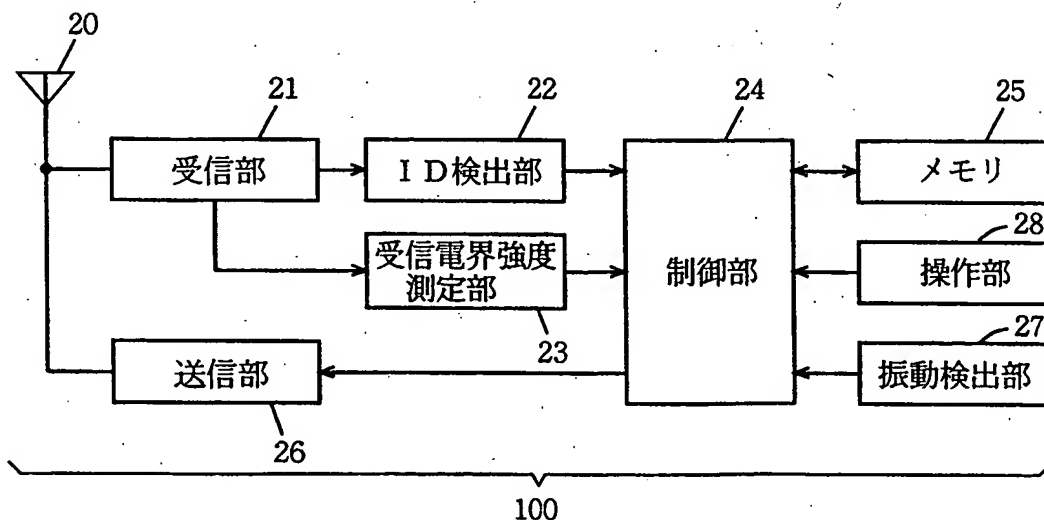 20
21
22
24
25
受信部
ID検出部
メモリ
28
受信電界強度
測定部
制御部
操作部
23
27
送信部
振動検出部
26
100